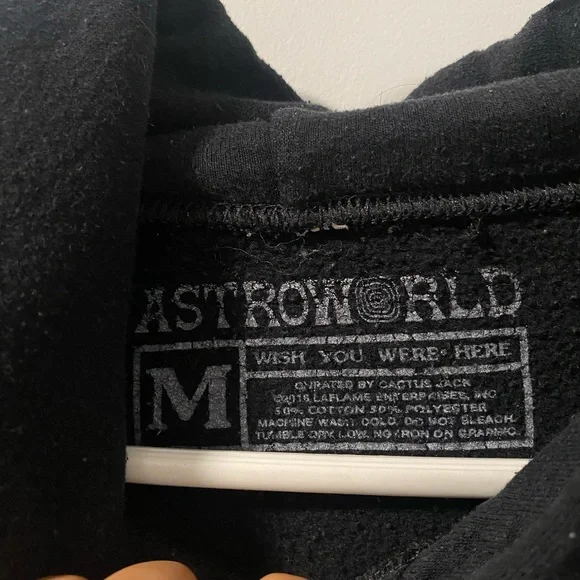 ASTROWORLD
M
WISH YOU WERE HERE
CURATED BY CACTUS JACK
©2018 LAFLAME ENTERPRISES, INC
50% COTTON 50% POLYESTER
MACHINE WASH COLD. DO NOT BLEACH.
TUMBLE DRY LOW. NO IRON ON GRAPHIC.